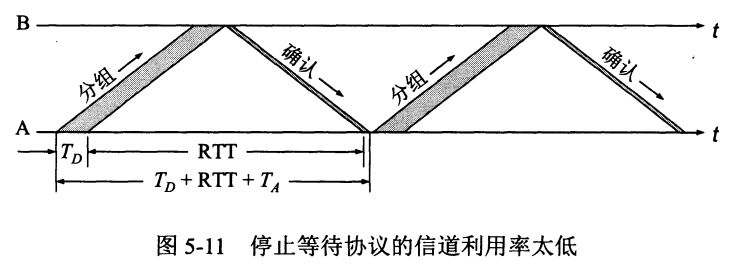 B
t
分组
确认
分组
确认
A
t
T_D RTT
T_D + RTT + T_A
图 5-11 停止等待协议的信道利用率太低